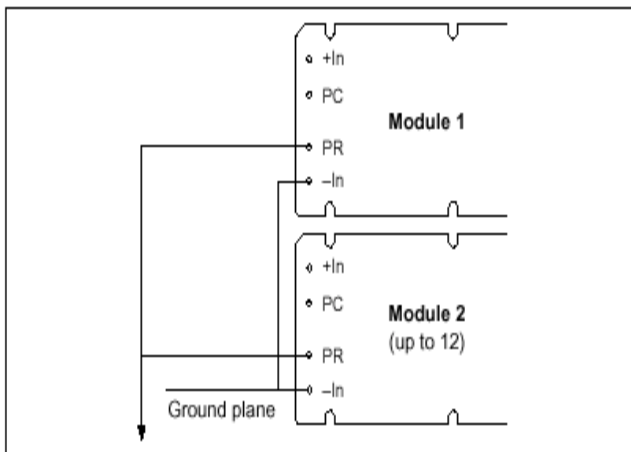 +In
PC
Module 1
PR
–In
+In
PC
Module 2
(up to 12)
PR
–In
Ground plane